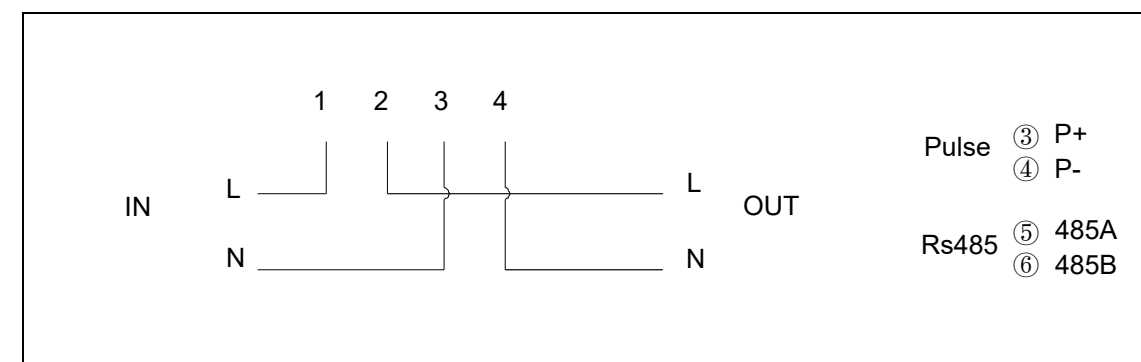 1 2 3 4
IN L L OUT
N N
Pulse ③ P+
④ P-
Rs485 ⑤ 485A
⑥ 485B